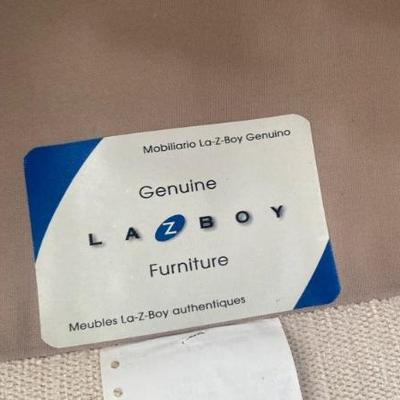 Mobiliario La-Z-Boy Genuino
Genuine
LAZBOY
Furniture
Meubles La-Z-Boy authentiques